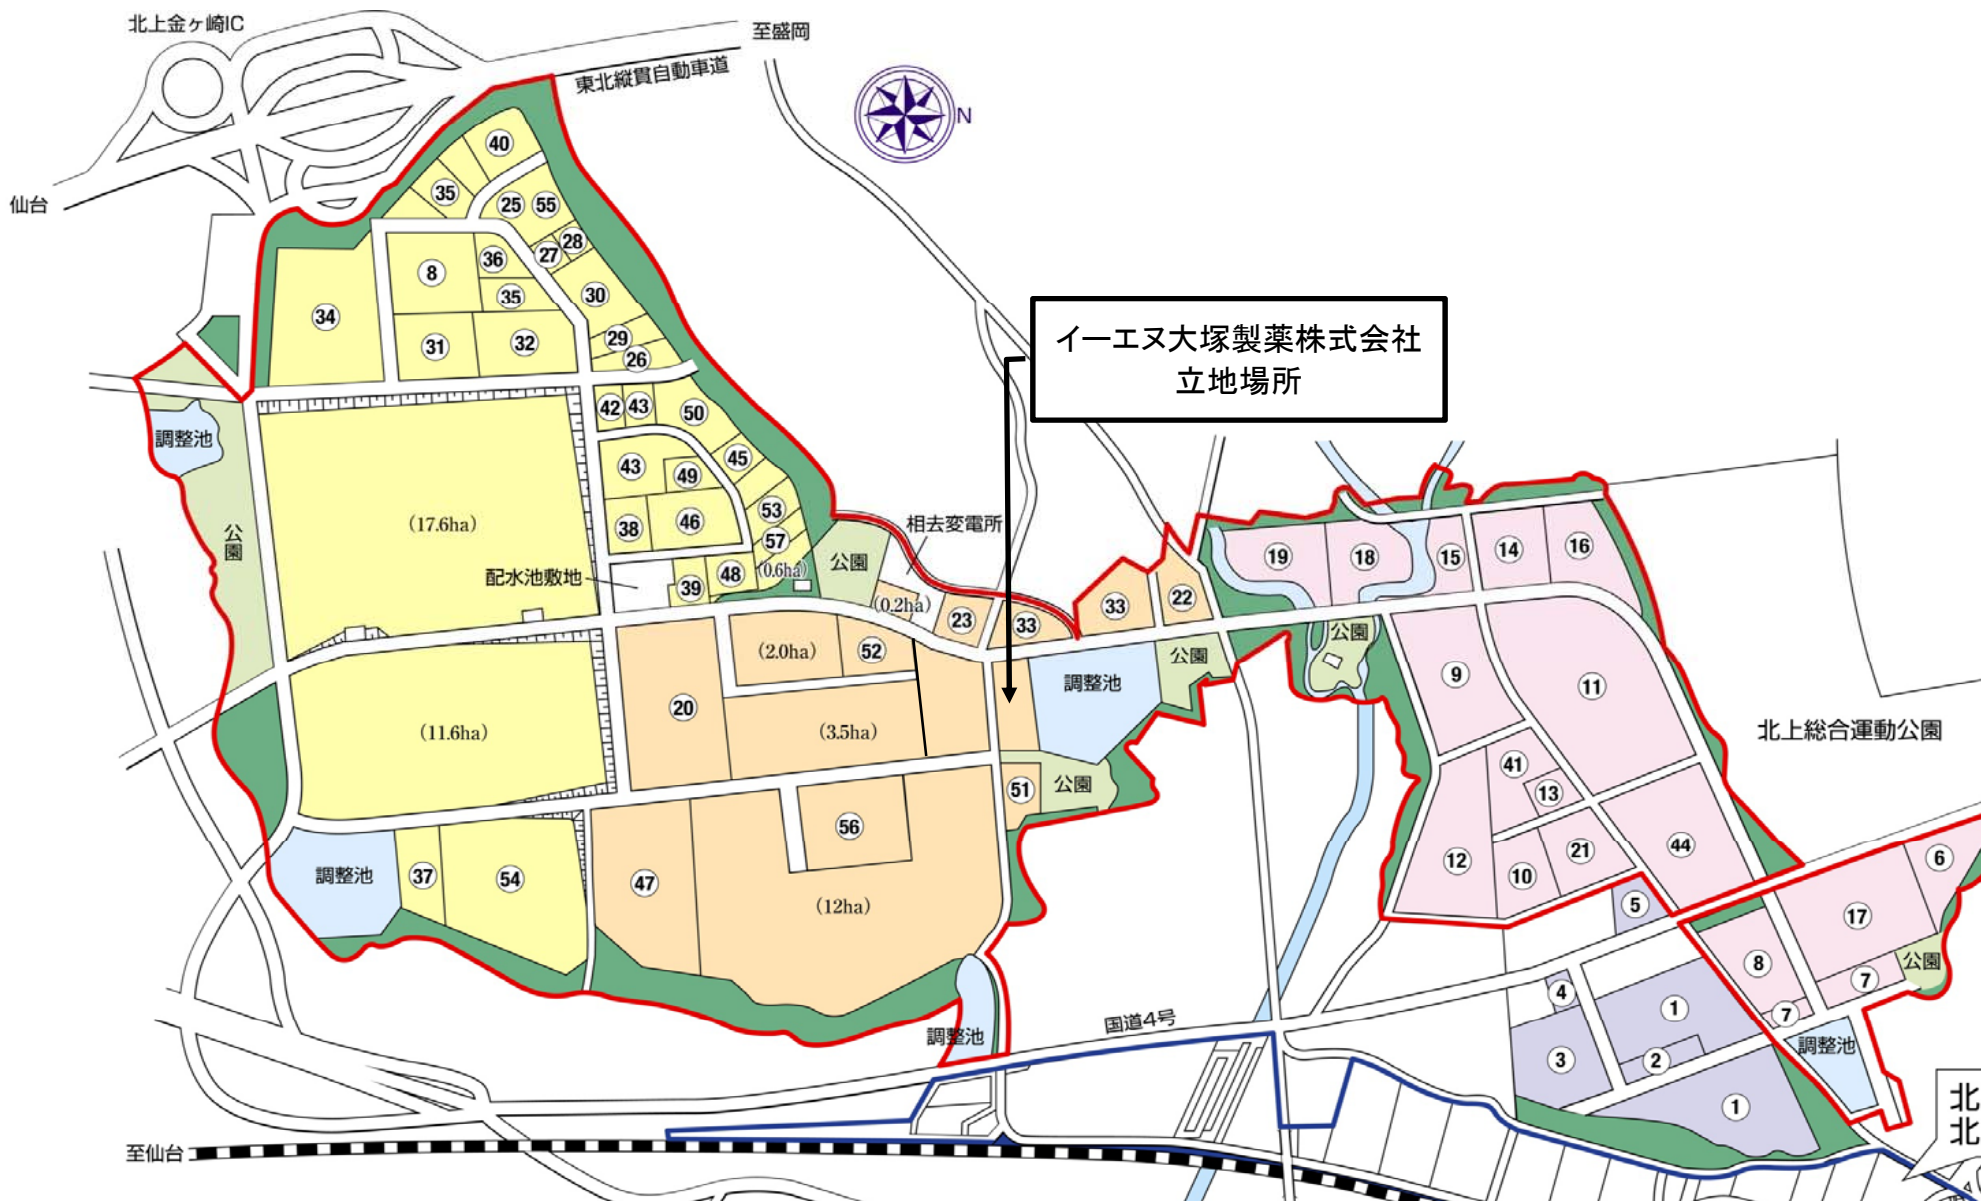 北上金ヶ崎IC
至盛岡
東北縦貫自動車道
N
仙台
40
35
25
55
28
27
36
8
35
30
34
31
32
29
26
イーエヌ大塚製薬株式会社
立地場所
42
43
50
調整池
45
43
49
53
38
46
(17.6ha)
公園
相去変電所
57
公園
配水池敷地
39
48
(0.6ha)
(0.2ha)
23
33
33
22
19
18
15
14
16
公園
(2.0ha)
52
公園
調整池
9
11
20
(3.5ha)
(11.6ha)
北上総合運動公園
51
公園
41
13
56
調整池
37
54
47
(12ha)
12
10
21
44
6
5
17
8
公園
7
4
1
7
国道4号
調整池
3
2
調整池
1
至仙台
北
北